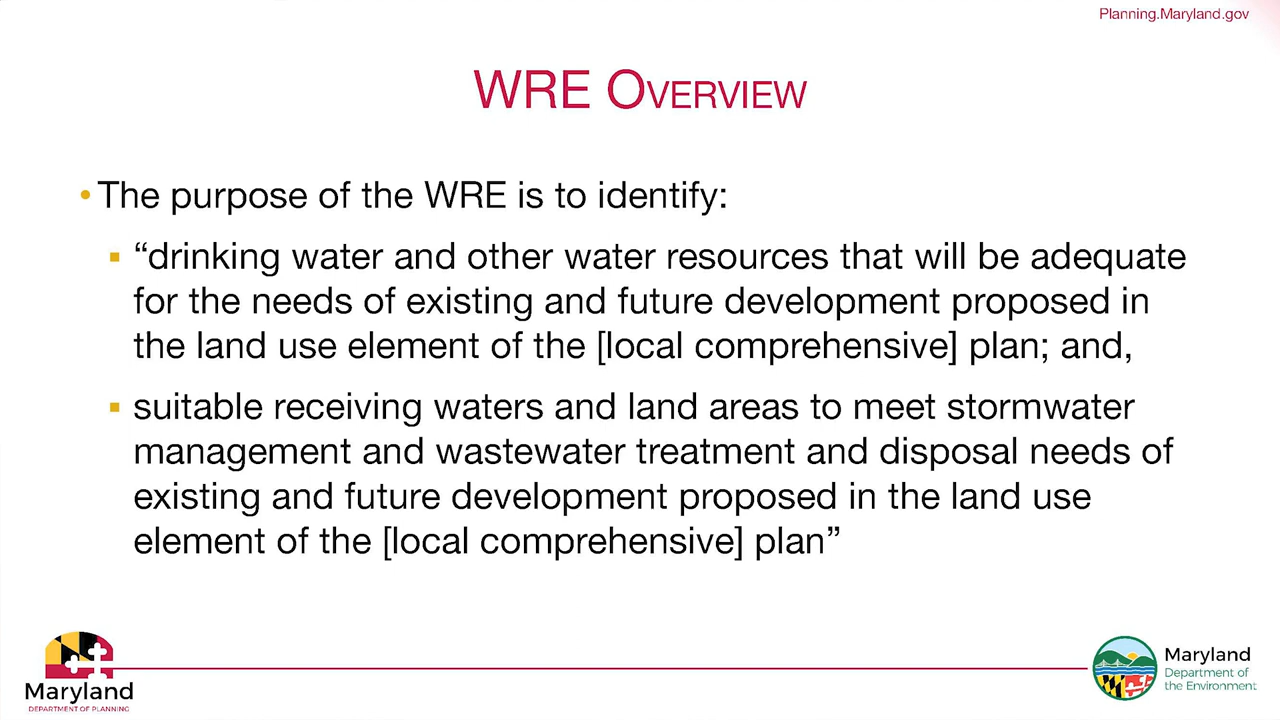 Planning.Maryland.gov
WRE OVERVIEW
• The purpose of the WRE is to identify:
▪ “drinking water and other water resources that will be adequate
for the needs of existing and future development proposed in
the land use element of the [local comprehensive] plan; and,
▪ suitable receiving waters and land areas to meet stormwater
management and wastewater treatment and disposal needs of
existing and future development proposed in the land use
element of the [local comprehensive] plan”
Maryland
DEPARTMENT OF PLANNING
Maryland
Department of
the Environment